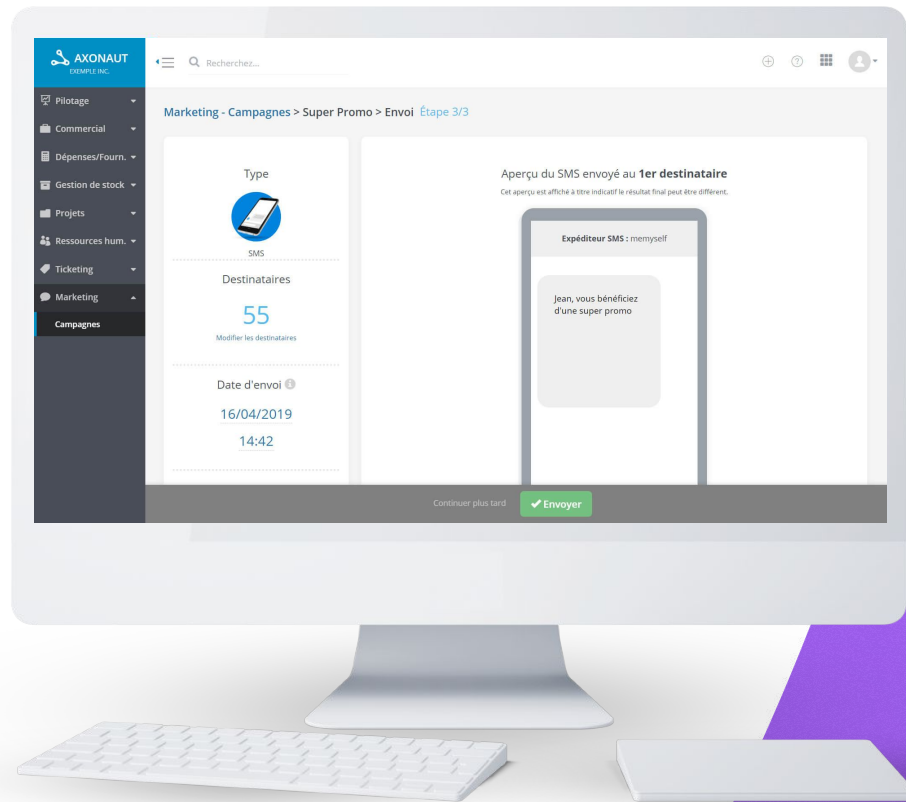 AXONAUT
EXEMPLE INC.
Recherchez...
Pilotage
Commercial
Dépenses/Fourn.
Gestion de stock
Projets
Ressources hum.
Ticketing
Marketing
Campagnes
Marketing - Campagnes > Super Promo > Envoi Étape 3/3
Type
SMS
Destinataires
55
Modifier les destinataires
Date d'envoi
16/04/2019
14:42
Aperçu du SMS envoyé au 1er destinataire
Cet aperçu est affiché à titre indicatif le résultat final peut être différent.
Expéditeur SMS : memyself
Jean, vous bénéficiez
d'une super promo
Continuer plus tard
Envoyer